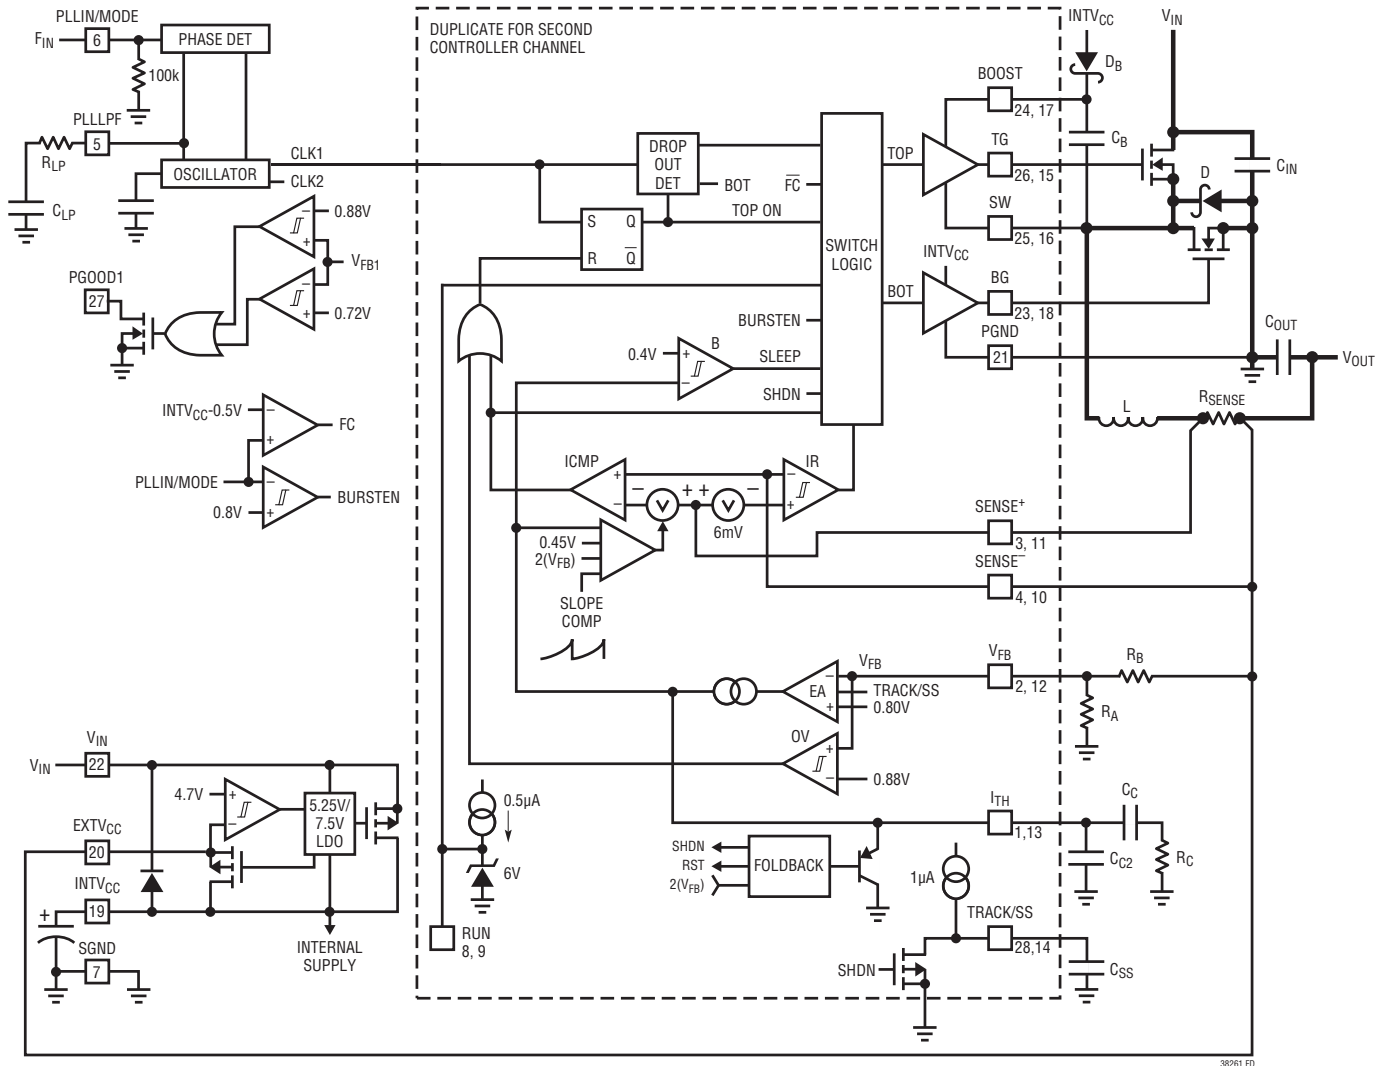 PLLIN/MODE
F_IN
6
PHASE DET
100k
PLLLPF
5
R_LP
C_LP
OSCILLATOR
CLK1
CLK2
0.88V
V_FB1
0.72V
PGOOD1
27
INTV_CC-0.5V
FC
PLLIN/MODE
0.8V
BURSTEN
DUPLICATE FOR SECOND
CONTROLLER CHANNEL
DROP
OUT
DET
BOT
TOP ON
S
Q
R
Q̅
F̅C̅
SWITCH
LOGIC
BURSTEN
0.4V
B
SLEEP
SHDN
TOP
INTV_CC
BOT
BOOST
24, 17
TG
26, 15
SW
25, 16
BG
23, 18
PGND
21
INTV_CC
D_B
C_B
V_IN
D
C_IN
C_OUT
V_OUT
L
R_SENSE
ICMP
IR
6mV
0.45V
2(V_FB)
SLOPE
COMP
SENSE⁺
3, 11
SENSE⁻
4, 10
V_FB
EA
TRACK/SS
0.80V
V_FB
2, 12
R_B
R_A
OV
0.88V
V_IN
V_IN
22
4.7V
5.25V/
7.5V
LDO
EXTV_CC
20
INTV_CC
19
+
SGND
7
INTERNAL
SUPPLY
0.5µA
6V
RUN
8, 9
SHDN
RST
2(V_FB)
FOLDBACK
I_TH
1,13
C_C
C_C2
R_C
1µA
TRACK/SS
28,14
C_SS
SHDN
38261 FD